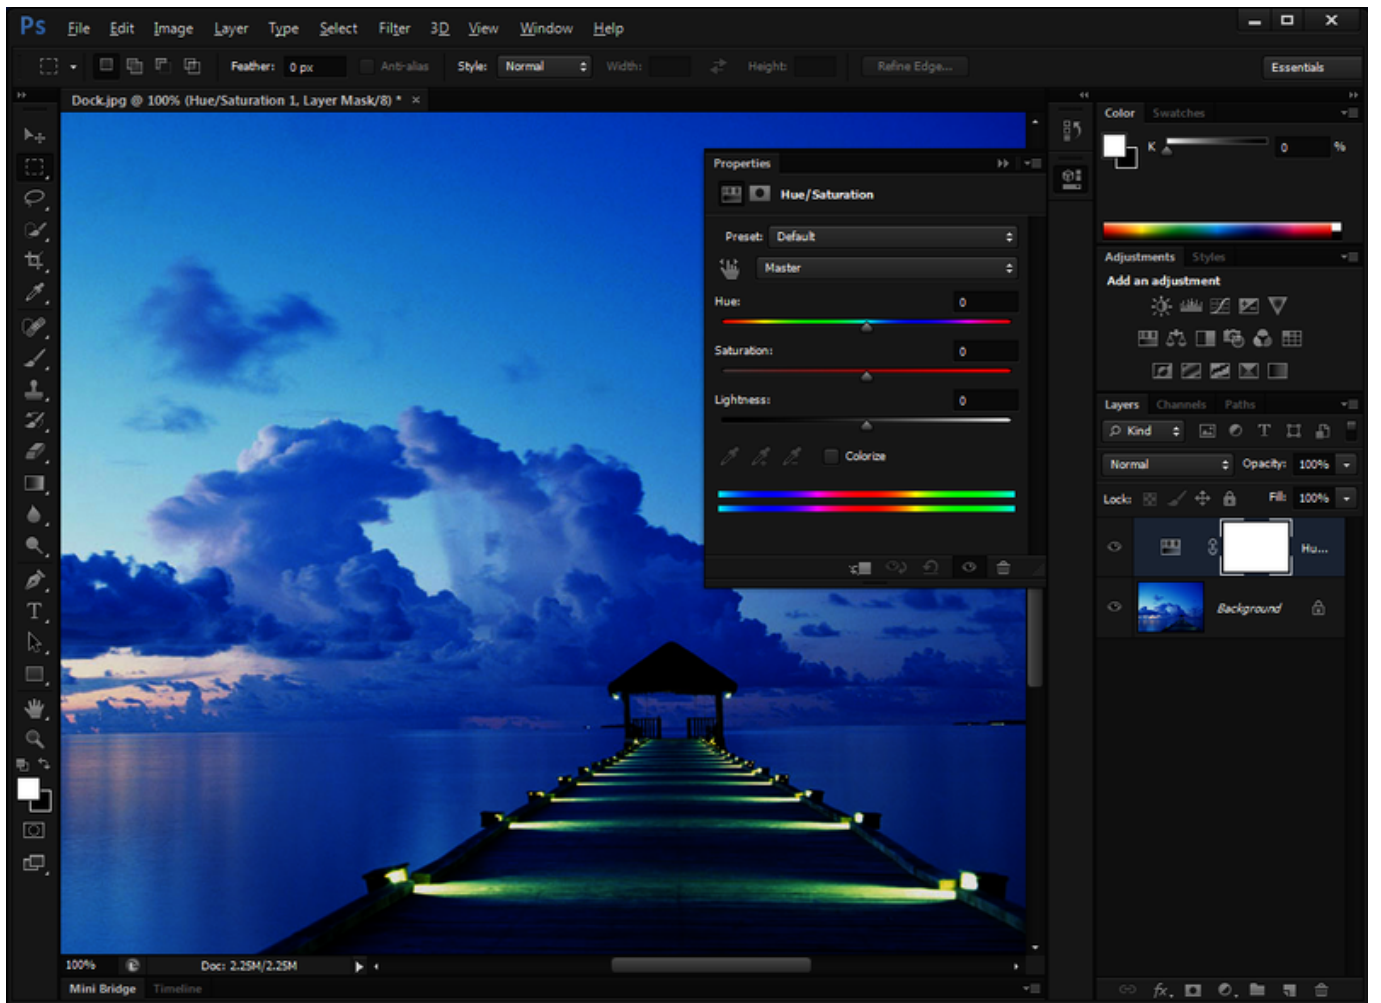 Ps File Edit Image Layer Type Select Filter 3D View Window Help
Feather: 0 px Anti-alias Style: Normal Width: Height: Refine Edge... Essentials
Dock.jpg @ 100% (Hue/Saturation 1, Layer Mask/8) * ×
Color Swatches
K 0 %
Properties
Hue/Saturation
Preset: Default
Master
Hue: 0
Saturation: 0
Lightness: 0
Colorize
Adjustments Styles
Add an adjustment
Layers Channels Paths
Kind
Normal Opacity: 100%
Lock: Fill: 100%
Hu...
Background
100% Doc: 2.25M/2.25M
Mini Bridge Timeline